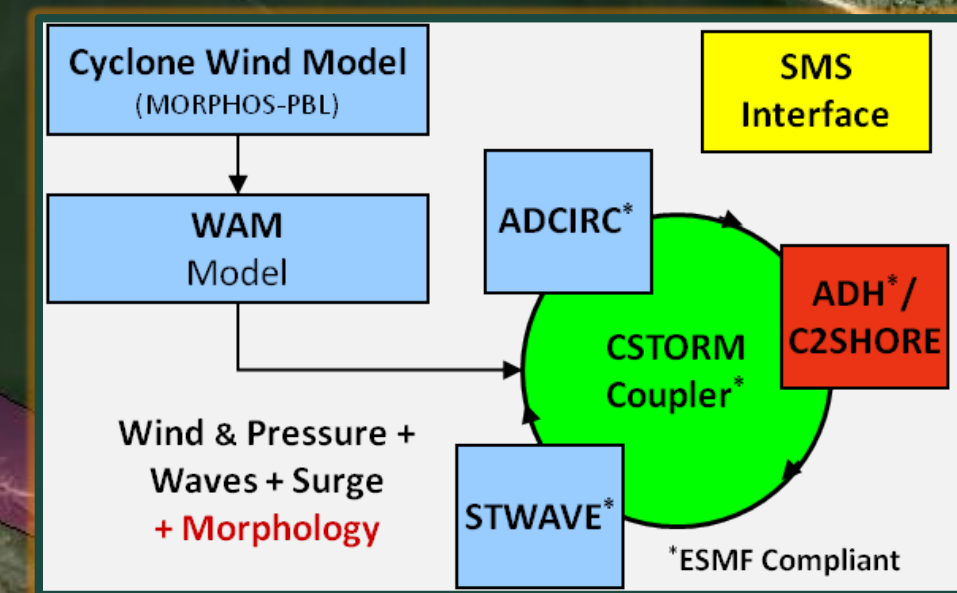 Cyclone Wind Model
(MORPHOS-PBL)
SMS
Interface
WAM
Model
ADCIRC*
ADH*/
C2SHORE
CSTORM
Coupler*
Wind & Pressure +
Waves + Surge
+ Morphology
STWAVE*
*ESMF Compliant